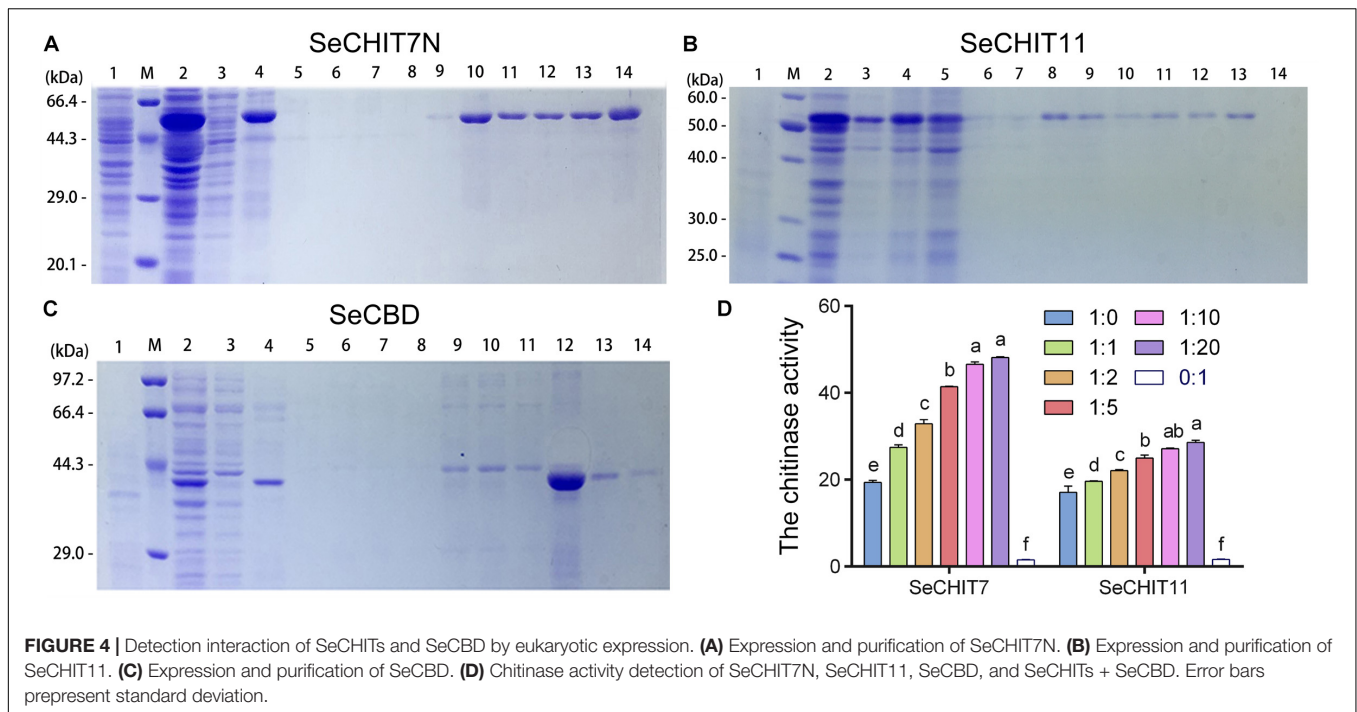 A
SeCHIT7N
(kDa) 1 M 2 3 4 5 6 7 8 9 10 11 12 13 14
66.4 -
44.3 -
29.0 -
20.1 -
B
SeCHIT11
(kDa) 1 M 2 3 4 5 6 7 8 9 10 11 12 13 14
60.0 -
50.0 -
40.0 -
30.0 -
25.0 -
C
SeCBD
(kDa) 1 M 2 3 4 5 6 7 8 9 10 11 12 13 14
97.2 -
66.4 -
44.3 -
29.0 -
D
The chitinase activity
60
40
20
0
1:0 1:10
1:1 1:20
1:2 0:1
1:5
e d c b a a f
e d c b ab a f
SeCHIT7 SeCHIT11
FIGURE 4 | Detection interaction of SeCHITs and SeCBD by eukaryotic expression. (A) Expression and purification of SeCHIT7N. (B) Expression and purification of
SeCHIT11. (C) Expression and purification of SeCBD. (D) Chitinase activity detection of SeCHIT7N, SeCHIT11, SeCBD, and SeCHITs + SeCBD. Error bars
prepresent standard deviation.